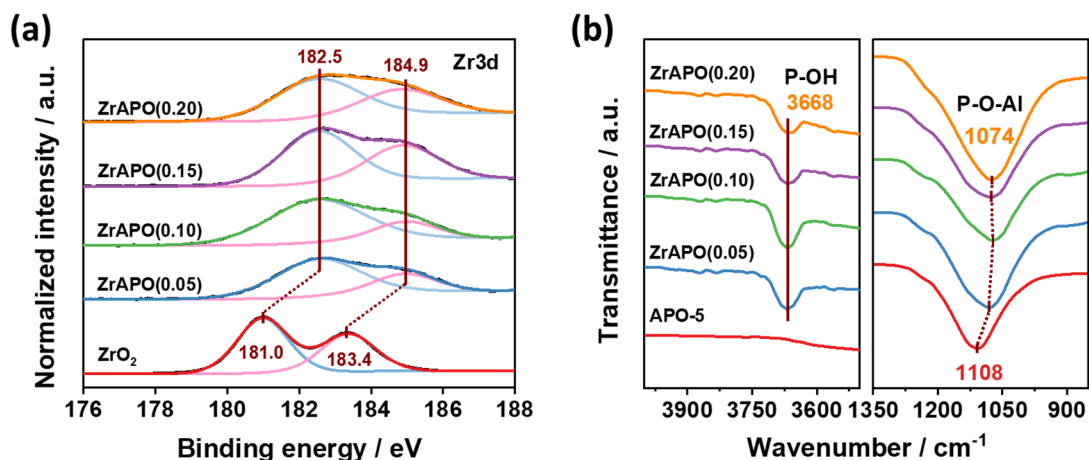 (a)
Normalized intensity / a.u.
182.5
184.9
Zr3d
ZrAPO(0.20)
ZrAPO(0.15)
ZrAPO(0.10)
ZrAPO(0.05)
ZrO₂
181.0
183.4
176 178 180 182 184 186 188
Binding energy / eV
(b)
Transmittance / a.u.
ZrAPO(0.20)
P-OH
3668
ZrAPO(0.15)
ZrAPO(0.10)
ZrAPO(0.05)
APO-5
P-O-Al
1074
1108
3900 3750 3600 1350 1200 1050 900
Wavenumber / cm⁻¹